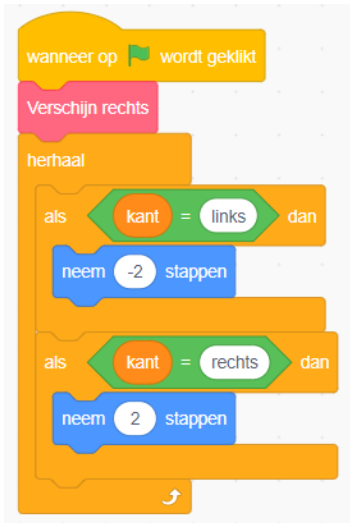 wanneer op wordt geklikt
Verschijn rechts
herhaal
als kant = links dan
neem -2 stappen
als kant = rechts dan
neem 2 stappen